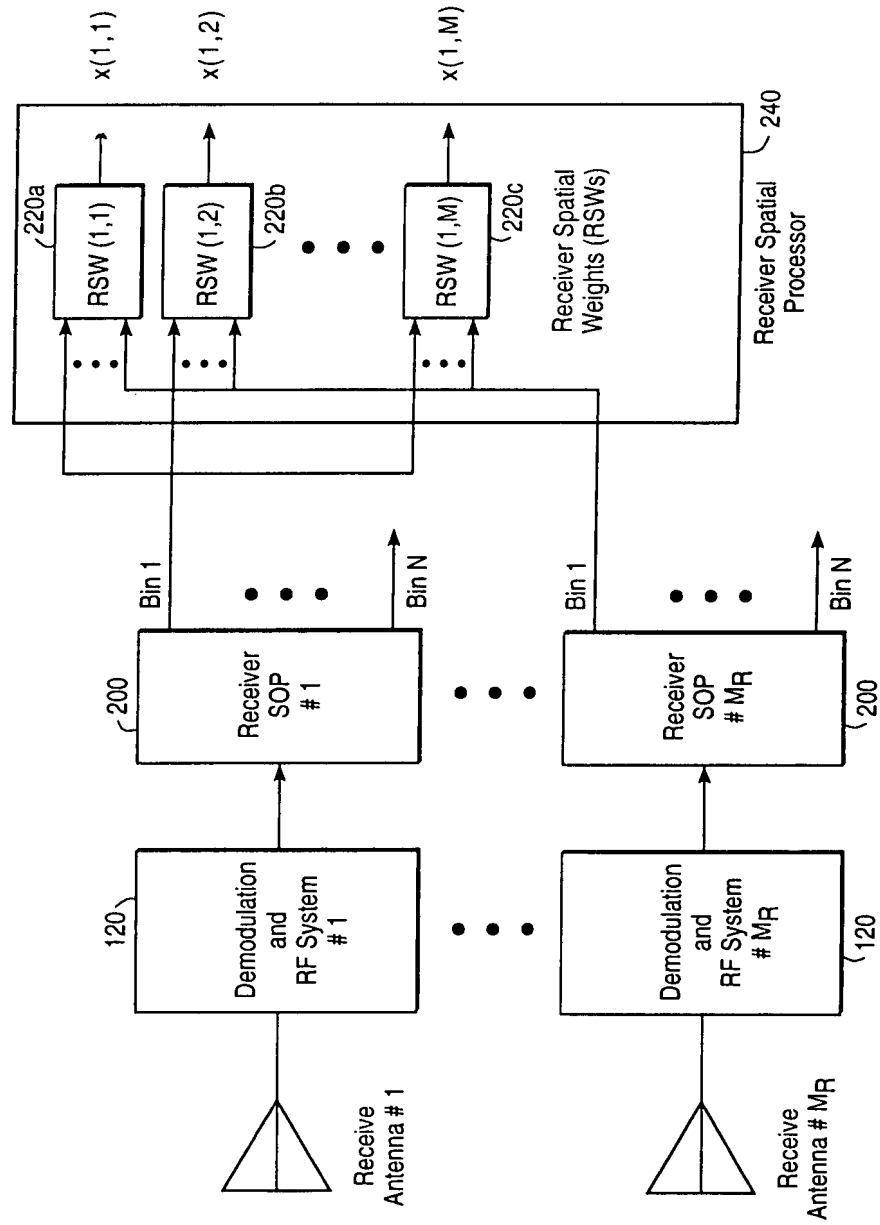 Receive
Antenna # 1
120
Demodulation
and
RF System
# 1
200
Receiver
SOP
# 1
Bin 1
Bin N
Receive
Antenna # MR
Demodulation
and
RF System
# MR
120
Receiver
SOP
# MR
200
Bin 1
Bin N
220a
RSW (1,1)
x(1,1)
RSW (1,2)
220b
x(1,2)
RSW (1,M)
220c
x(1,M)
Receiver Spatial
Weights (RSWs)
240
Receiver Spatial
Processor